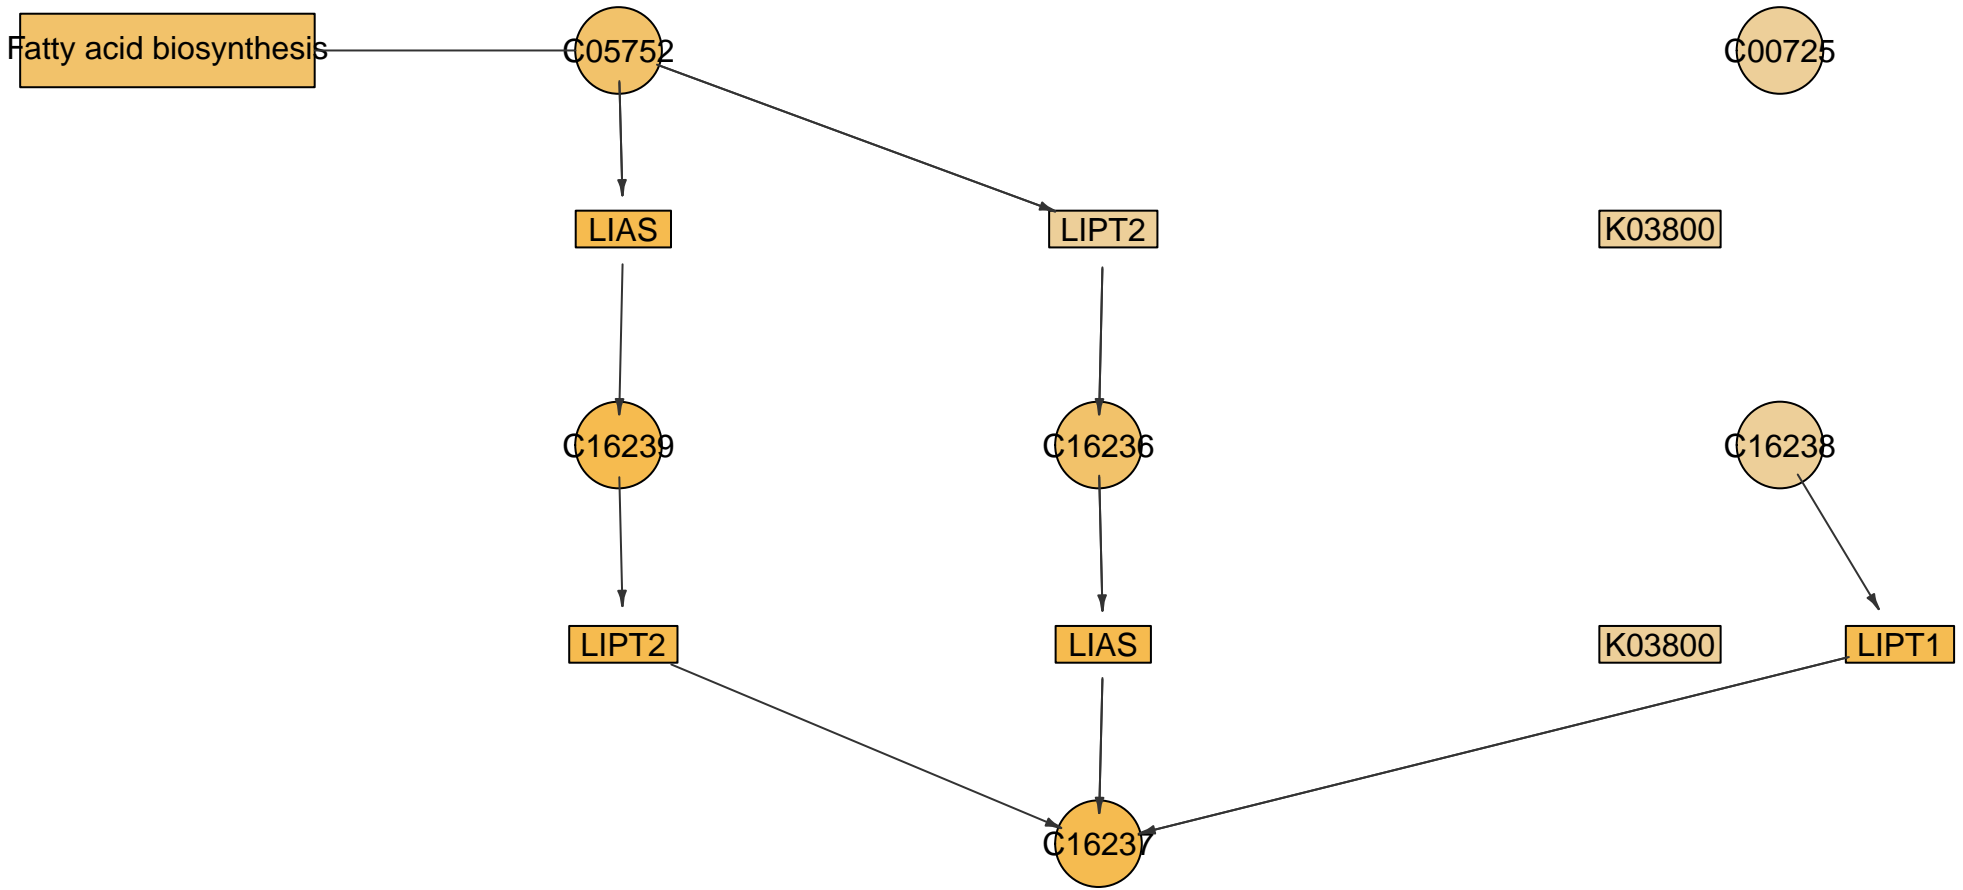 Fatty acid biosynthesis
C05752
C00725
LIAS
LIPT2
K03800
C16239
C16236
C16238
LIPT2
LIAS
K03800
LIPT1
C16237